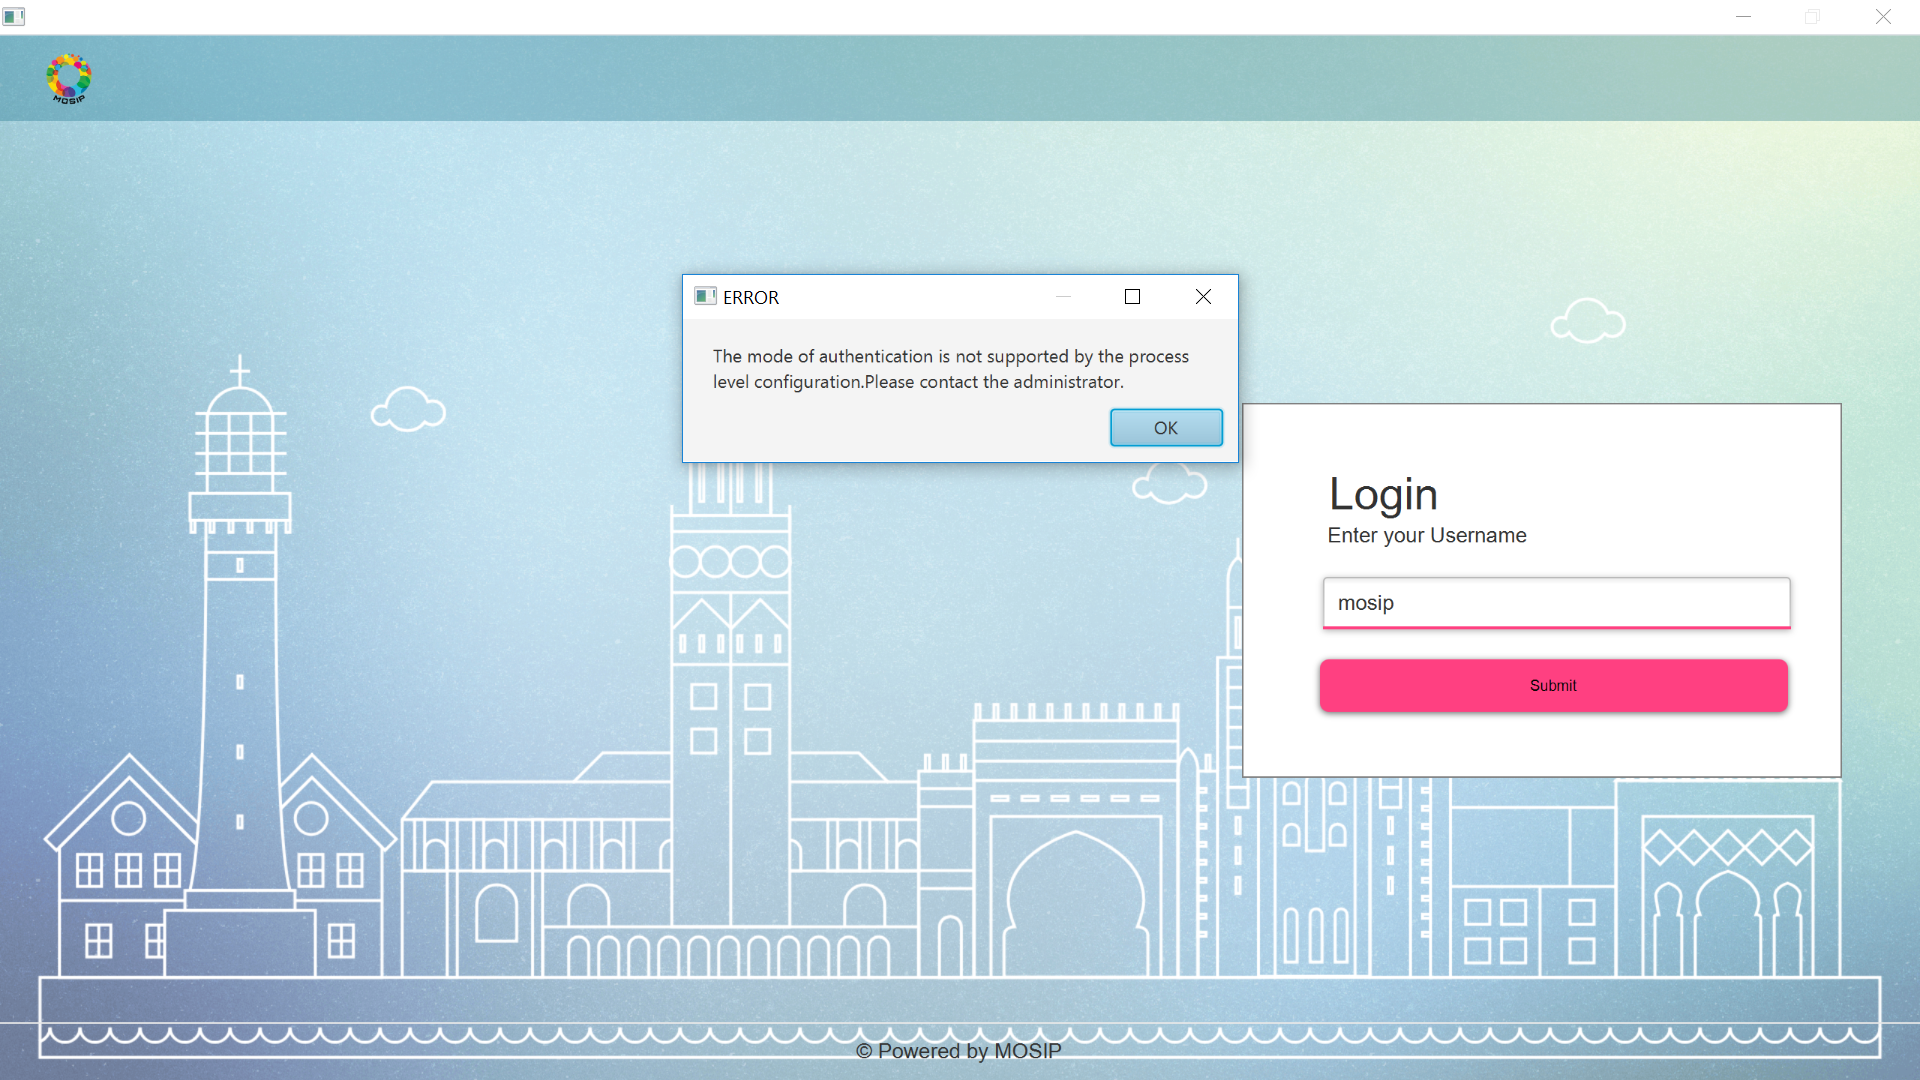 MOSIP
ERROR
The mode of authentication is not supported by the process
level configuration.Please contact the administrator.
OK
Login
Enter your Username
mosip
Submit
© Powered by MOSIP